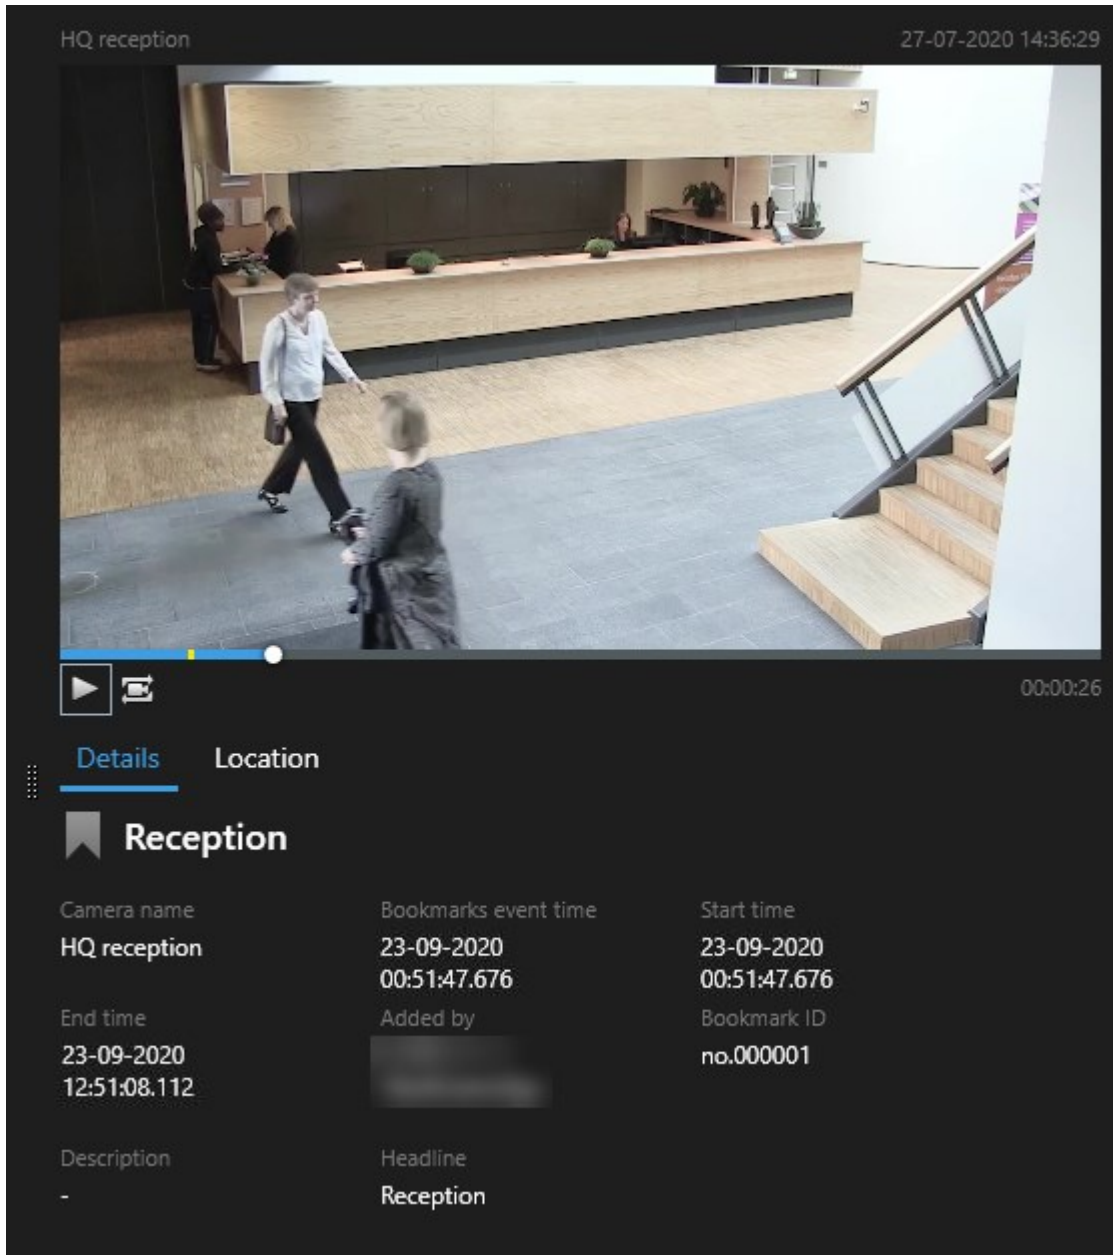 HQ reception
27-07-2020 14:36:29
00:00:26
Details
Location
Reception
Camera name
Bookmarks event time
Start time
HQ reception
23-09-2020
00:51:47.676
23-09-2020
00:51:47.676
End time
Added by
Bookmark ID
23-09-2020
12:51:08.112
no.000001
Description
Headline
-
Reception